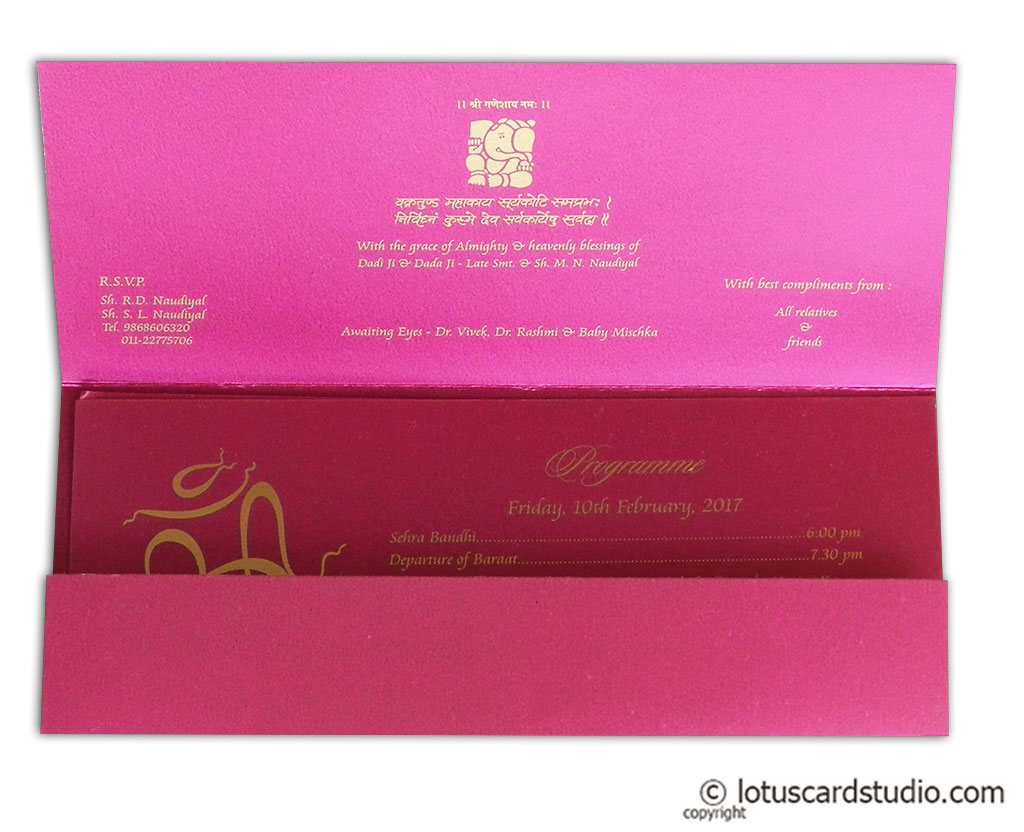 ।। श्री गणेशाय नमः ।।
वक्रतुण्ड महाकाय सूर्यकोटि समप्रभः ।
निर्विघ्नं कुरुमे देव सर्वकार्येषु सर्वदा ॥
With the grace of Almighty & heavenly blessings of
Dadi Ji & Dada Ji - Late Smt. & Sh. M. N. Naudiyal
R.S.V.P.
Sh. R.D. Naudiyal
Sh. S. L. Naudiyal
Tel. 9868606320
011-22775706
Awaiting Eyes - Dr. Vivek, Dr. Rashmi & Baby Mischka
With best compliments from :
All relatives
&
friends
Programme
Friday, 10th February, 2017
Sehra Bandhi......6:00 pm
Departure of Baraat......7.30 pm
© lotuscardstudio.com
copyright